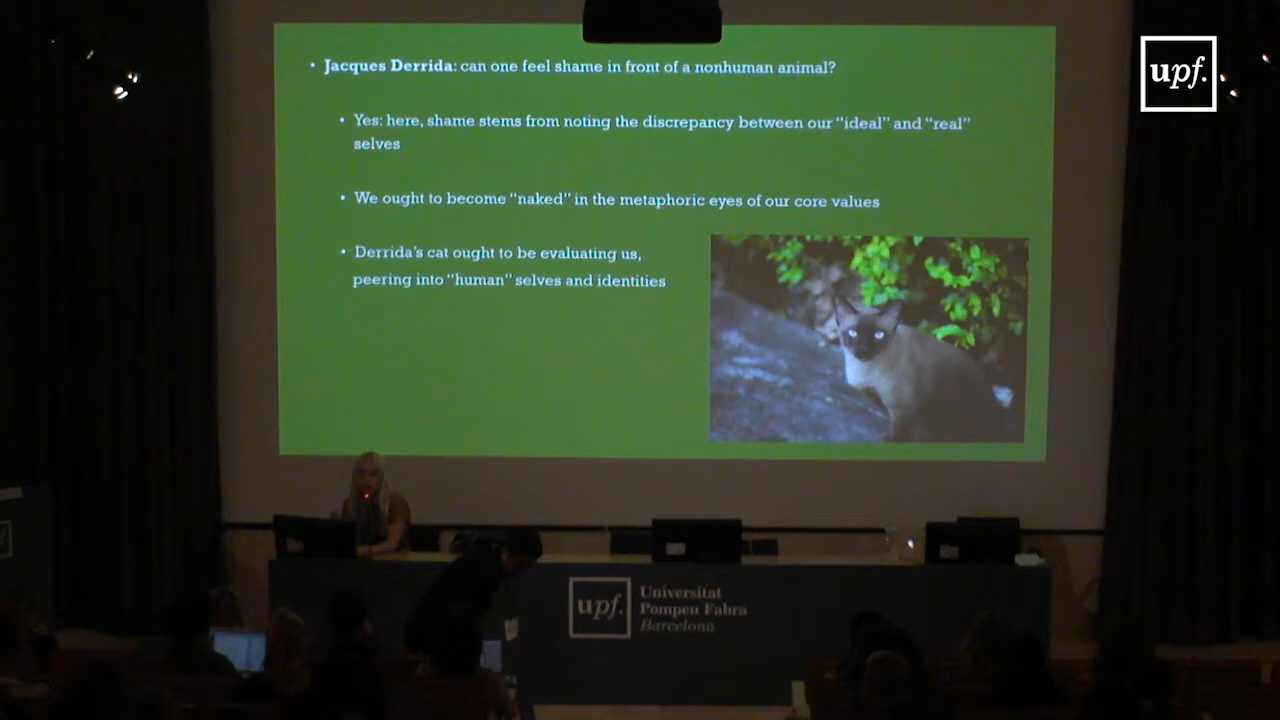 • Jacques Derrida: can one feel shame in front of a nonhuman animal?
• Yes: here, shame stems from noting the discrepancy between our “ideal” and “real”
selves
• We ought to become “naked” in the metaphoric eyes of our core values
• Derrida's cat ought to be evaluating us,
peering into “human” selves and identities
upf.
upf.
Universitat
Pompeu Fabra
Barcelona